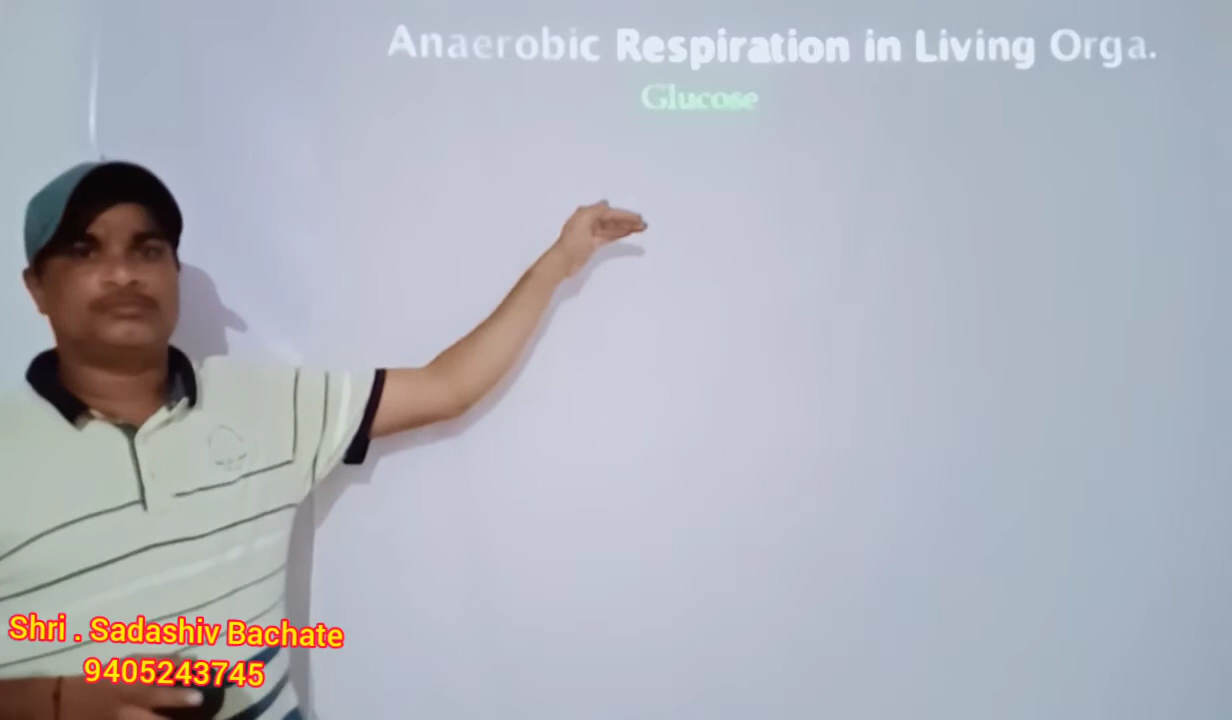 Anaerobic Respiration in Living Orga.
Glucose
Shri . Sadashiv Bachate
9405243745